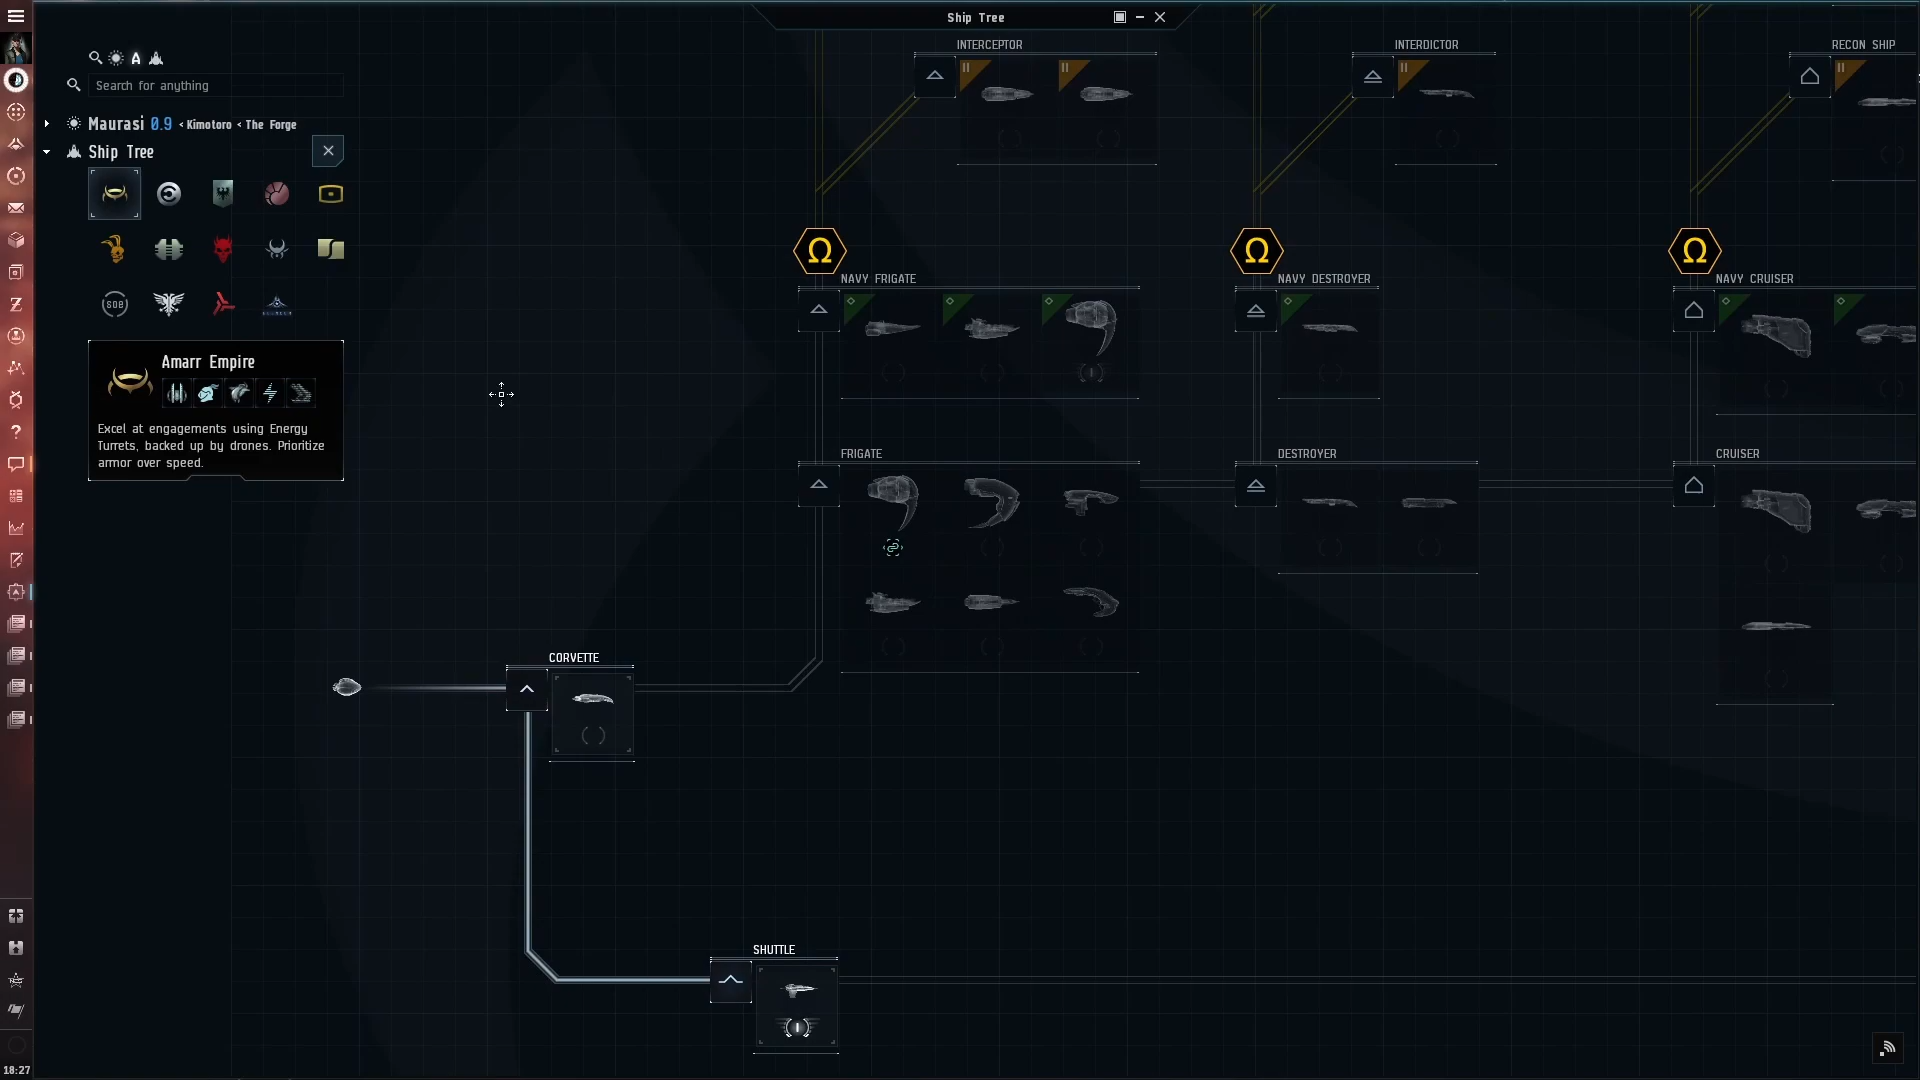 Ship Tree
Search for anything
Maurasi 0.9 < Kimotoro < The Forge
Ship Tree
SOE
Amarr Empire
Excel at engagements using Energy
Turrets, backed up by drones. Prioritize
armor over speed.
INTERCEPTOR
INTERDICTOR
RECON SHIP
Ω
Ω
Ω
NAVY FRIGATE
NAVY DESTROYER
NAVY CRUISER
FRIGATE
DESTROYER
CRUISER
CORVETTE
SHUTTLE
18:27